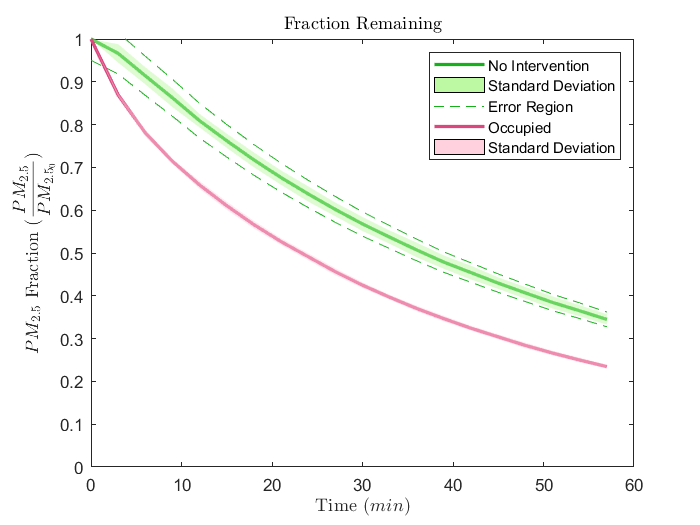 Fraction Remaining
1
0.9
0.8
0.7
0.6
0.5
0.4
0.3
0.2
0.1
0
PM2.5 Fraction (PM2.5/PM2.50)
No Intervention
Standard Deviation
Error Region
Occupied
Standard Deviation
0 10 20 30 40 50 60
Time (min)